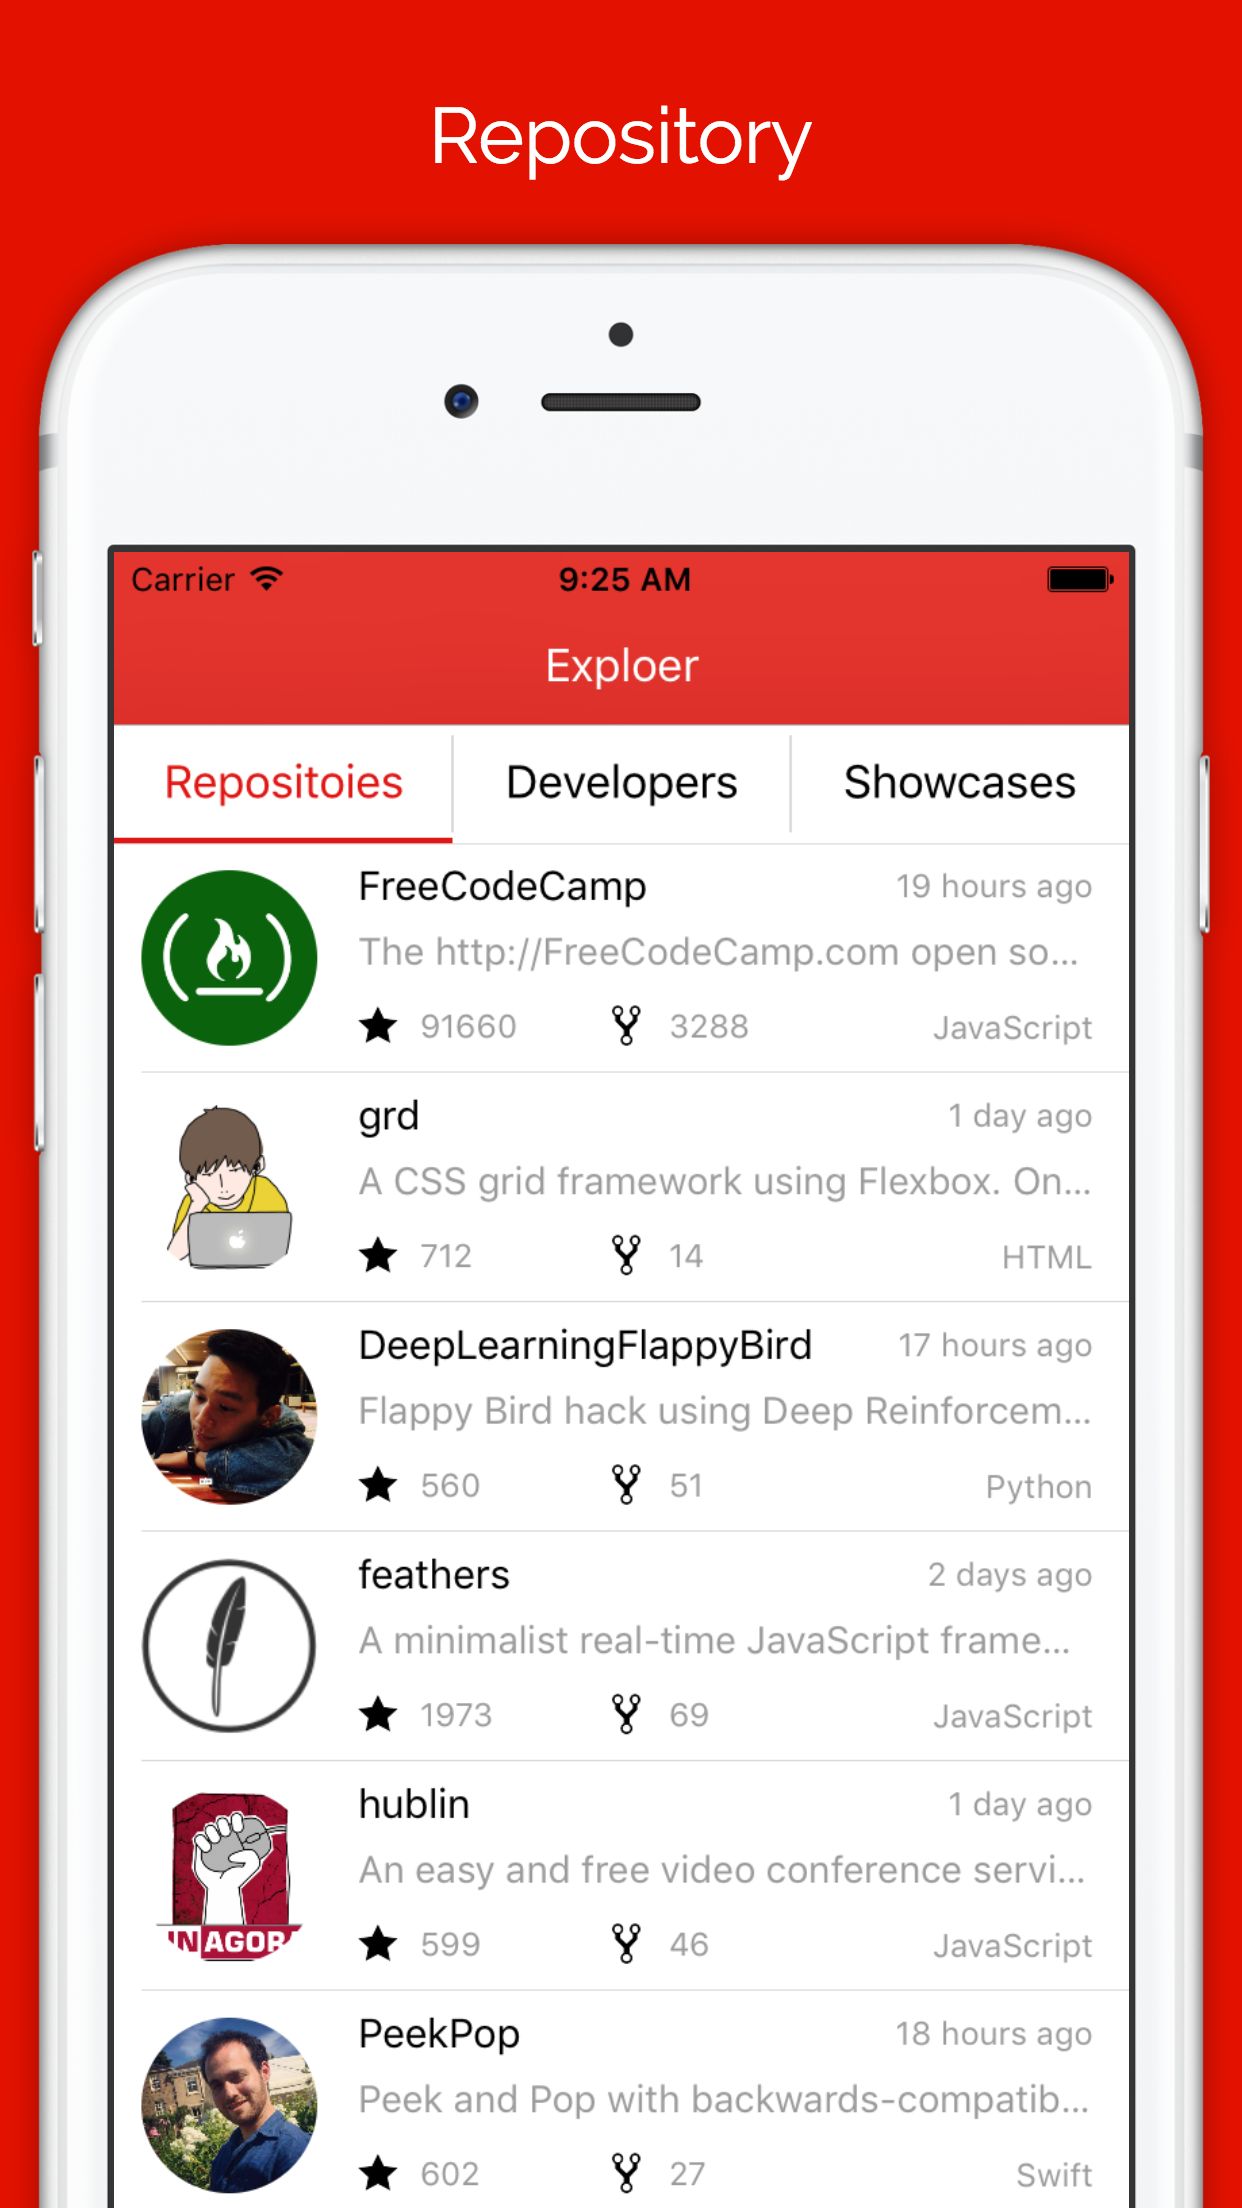 Repository
Carrier 9:25 AM
Exploer
Repositoies Developers Showcases
FreeCodeCamp 19 hours ago
The http://FreeCodeCamp.com open so...
91660 3288 JavaScript
grd 1 day ago
A CSS grid framework using Flexbox. On...
712 14 HTML
DeepLearningFlappyBird 17 hours ago
Flappy Bird hack using Deep Reinforcem...
560 51 Python
feathers 2 days ago
A minimalist real-time JavaScript frame...
1973 69 JavaScript
hublin 1 day ago
An easy and free video conference servi...
INAGORA
599 46 JavaScript
PeekPop 18 hours ago
Peek and Pop with backwards-compatib...
602 27 Swift